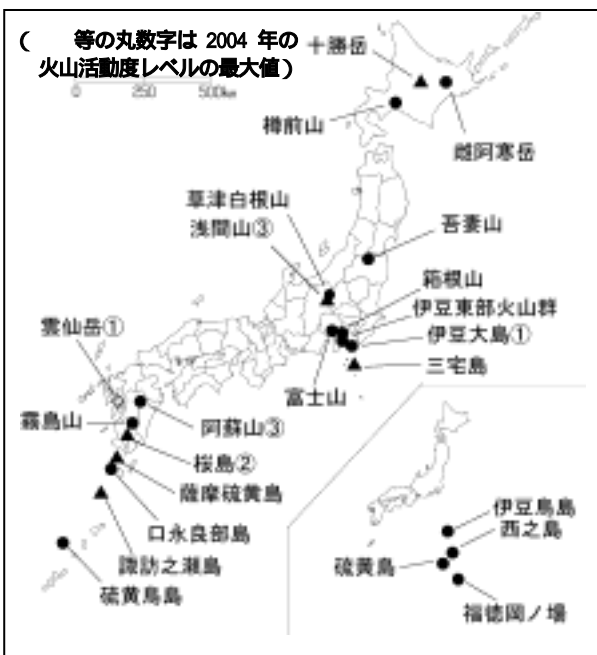 (　　等の丸数字は 2004 年の
火山活動度レベルの最大値)
0 250 500km
十勝岳
樽前山
雌阿寒岳
草津白根山
浅間山③
吾妻山
箱根山
伊豆東部火山群
伊豆大島①
三宅島
富士山
雲仙岳①
霧島山
阿蘇山③
桜島②
薩摩硫黄島
口永良部島
諏訪之瀬島
硫黄鳥島
伊豆鳥島
西之島
硫黄島
福徳岡ノ場